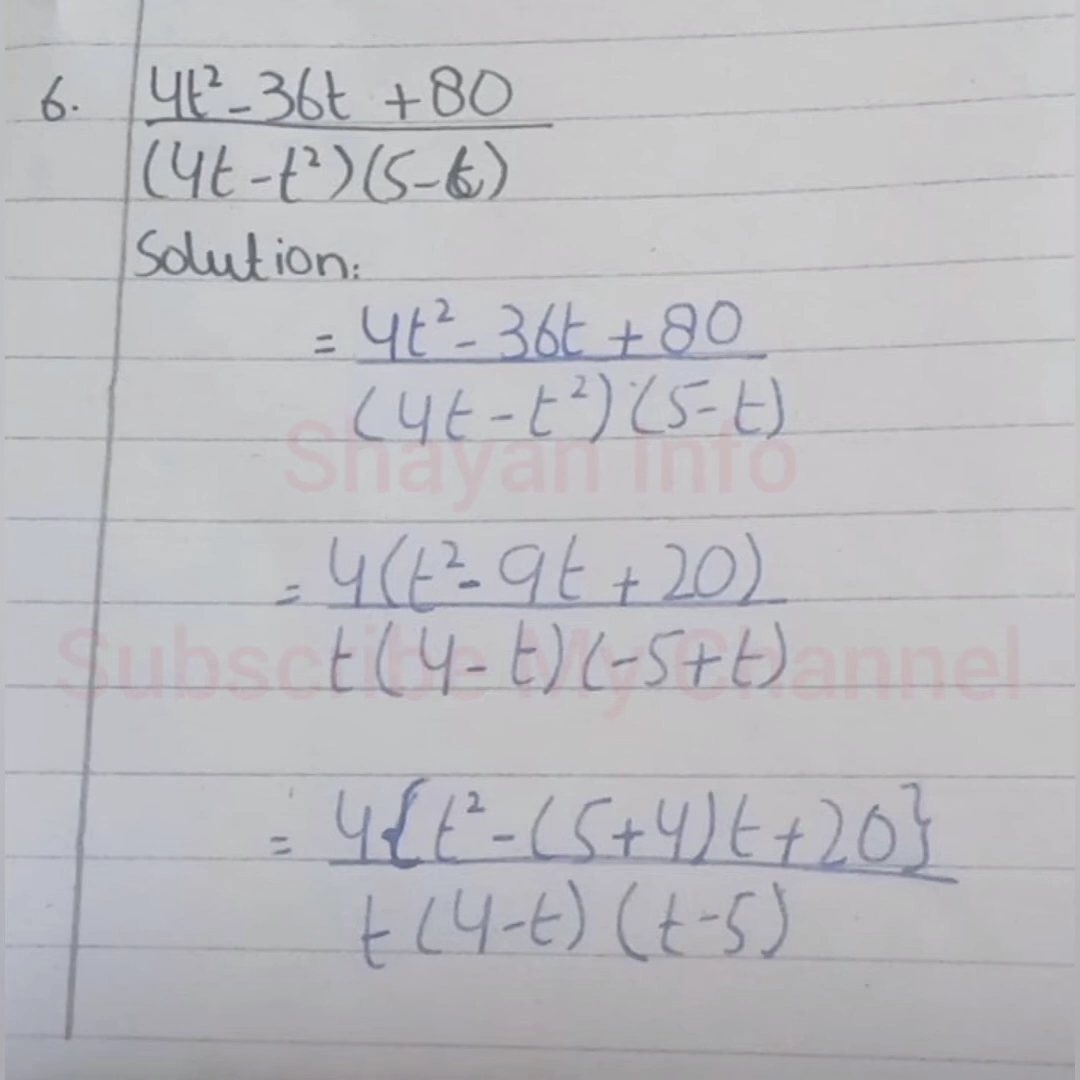 6. 4t² - 36t + 80
(4t - t²)(5 - t)
Solution:
= 4t² - 36t + 80
(4t - t²)(5 - t)
Shayan Info
= 4(t² - 9t + 20)
t(4 - t)(-5 + t)
Subscribe My Channel
= 4{t² - (5+4)t + 20}
t(4 - t)(t - 5)